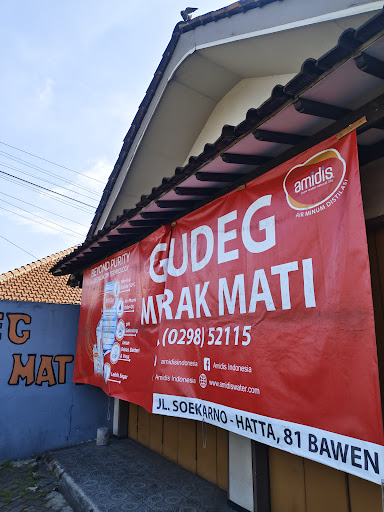 amidis
AIR MINUM DISTILASI
BEYOND PURITY
GUDEG
MRAK MATI
(0298) 52115
amidisindonesia
Amidis Indonesia
Amidis Indonesia
www.amidiswater.com
JL. SOEKARNO - HATTA, 81 BAWEN
EG
MAT